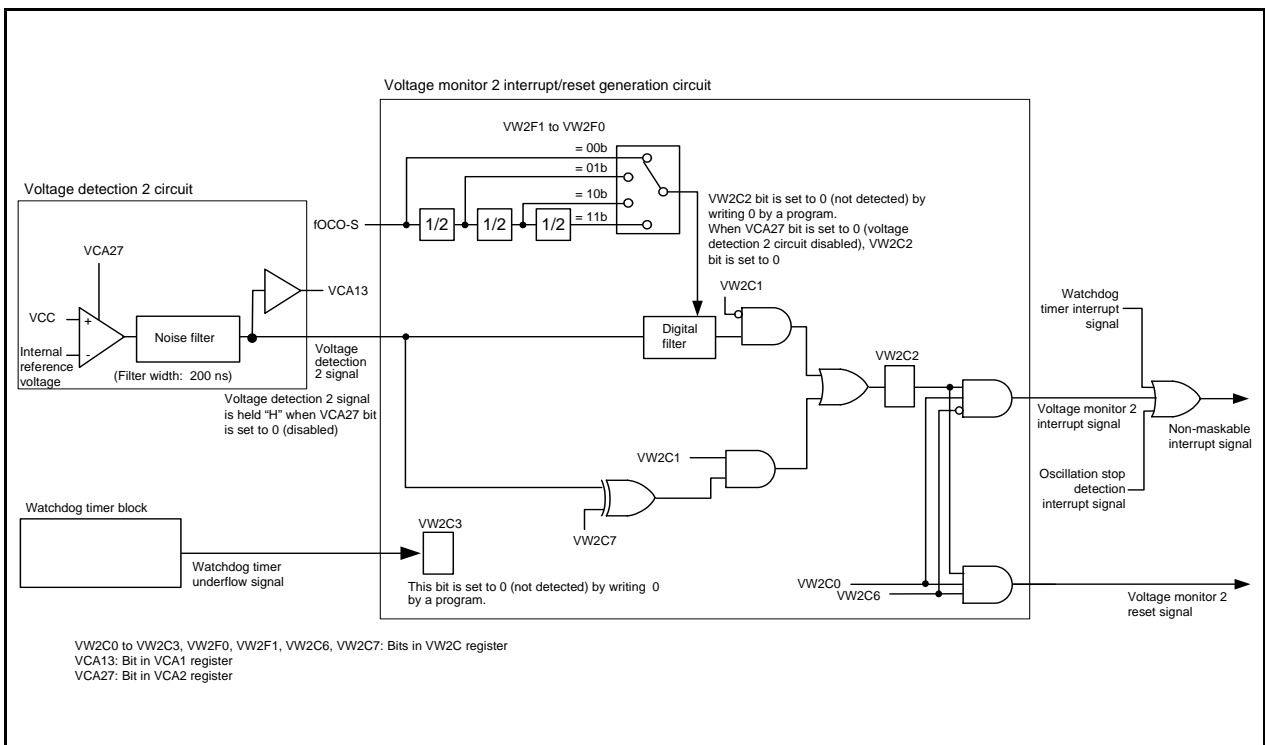 Voltage monitor 2 interrupt/reset generation circuit
VW2F1 to VW2F0
= 00b
= 01b
= 10b
= 11b
fOCO-S
1/2
1/2
1/2
VW2C2 bit is set to 0 (not detected) by
writing 0 by a program.
When VCA27 bit is set to 0 (voltage
detection 2 circuit disabled), VW2C2
bit is set to 0
Voltage detection 2 circuit
VCA27
VCA13
VCC
+
-
Internal
reference
voltage
Noise filter
(Filter width: 200 ns)
Voltage
detection
2 signal
Voltage detection 2 signal
is held “H” when VCA27 bit
is set to 0 (disabled)
Digital
filter
VW2C1
VW2C2
VW2C1
VW2C7
Watchdog
timer interrupt
signal
Voltage monitor 2
interrupt signal
Non-maskable
interrupt signal
Oscillation stop
detection
interrupt signal
Watchdog timer block
Watchdog timer
underflow signal
VW2C3
This bit is set to 0 (not detected) by writing 0
by a program.
VW2C0
VW2C6
Voltage monitor 2
reset signal
VW2C0 to VW2C3, VW2F0, VW2F1, VW2C6, VW2C7: Bits in VW2C register
VCA13: Bit in VCA1 register
VCA27: Bit in VCA2 register